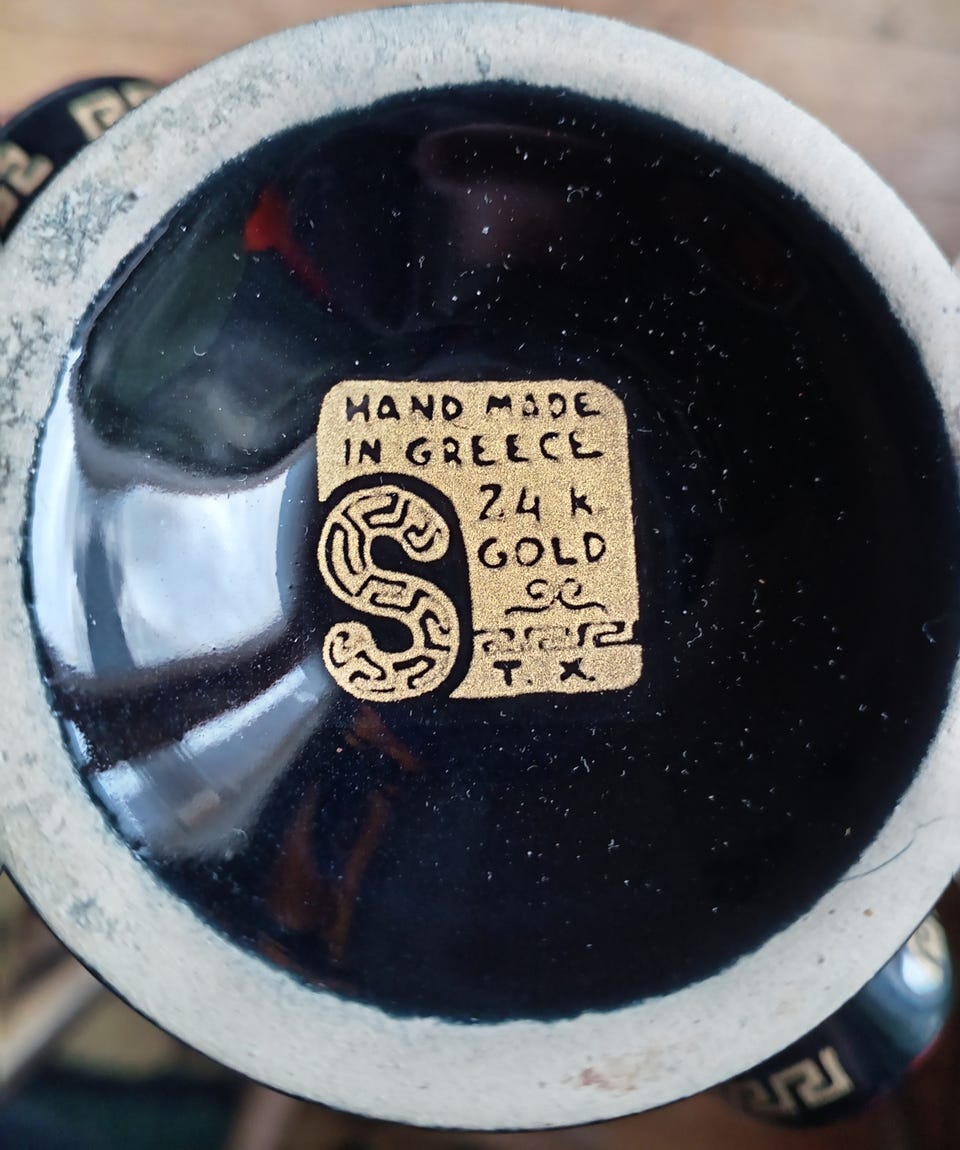 HAND MADE
IN GREECE
24 K
GOLD
S
T. X.